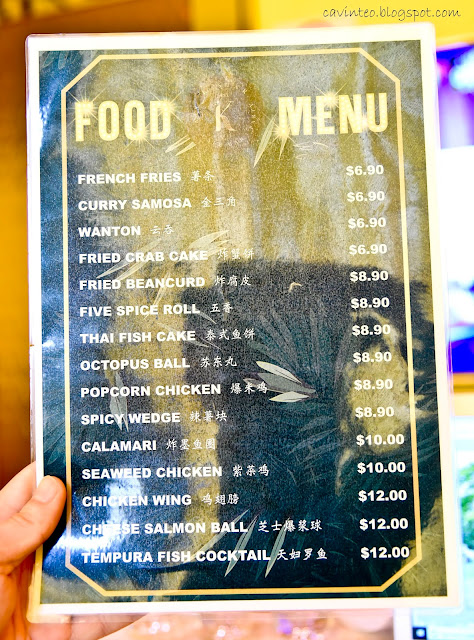 cavinteo.blogspot.com
FOOD K MENU
FRENCH FRIES 薯条 $6.90
CURRY SAMOSA 金三角 $6.90
WANTON 云吞 $6.90
FRIED CRAB CAKE 炸蟹饼 $6.90
FRIED BEANCURD 炸腐皮 $8.90
FIVE SPICE ROLL 五香 $8.90
THAI FISH CAKE 泰式鱼饼 $8.90
OCTOPUS BALL 苏东丸 $8.90
POPCORN CHICKEN 爆米鸡 $8.90
SPICY WEDGE 辣薯块 $8.90
CALAMARI 炸墨鱼圈 $10.00
SEAWEED CHICKEN 紫菜鸡 $10.00
CHICKEN WING 鸡翅膀 $12.00
CHEESE SALMON BALL 芝士爆浆球 $12.00
TEMPURA FISH COCKTAIL 天妇罗鱼 $12.00